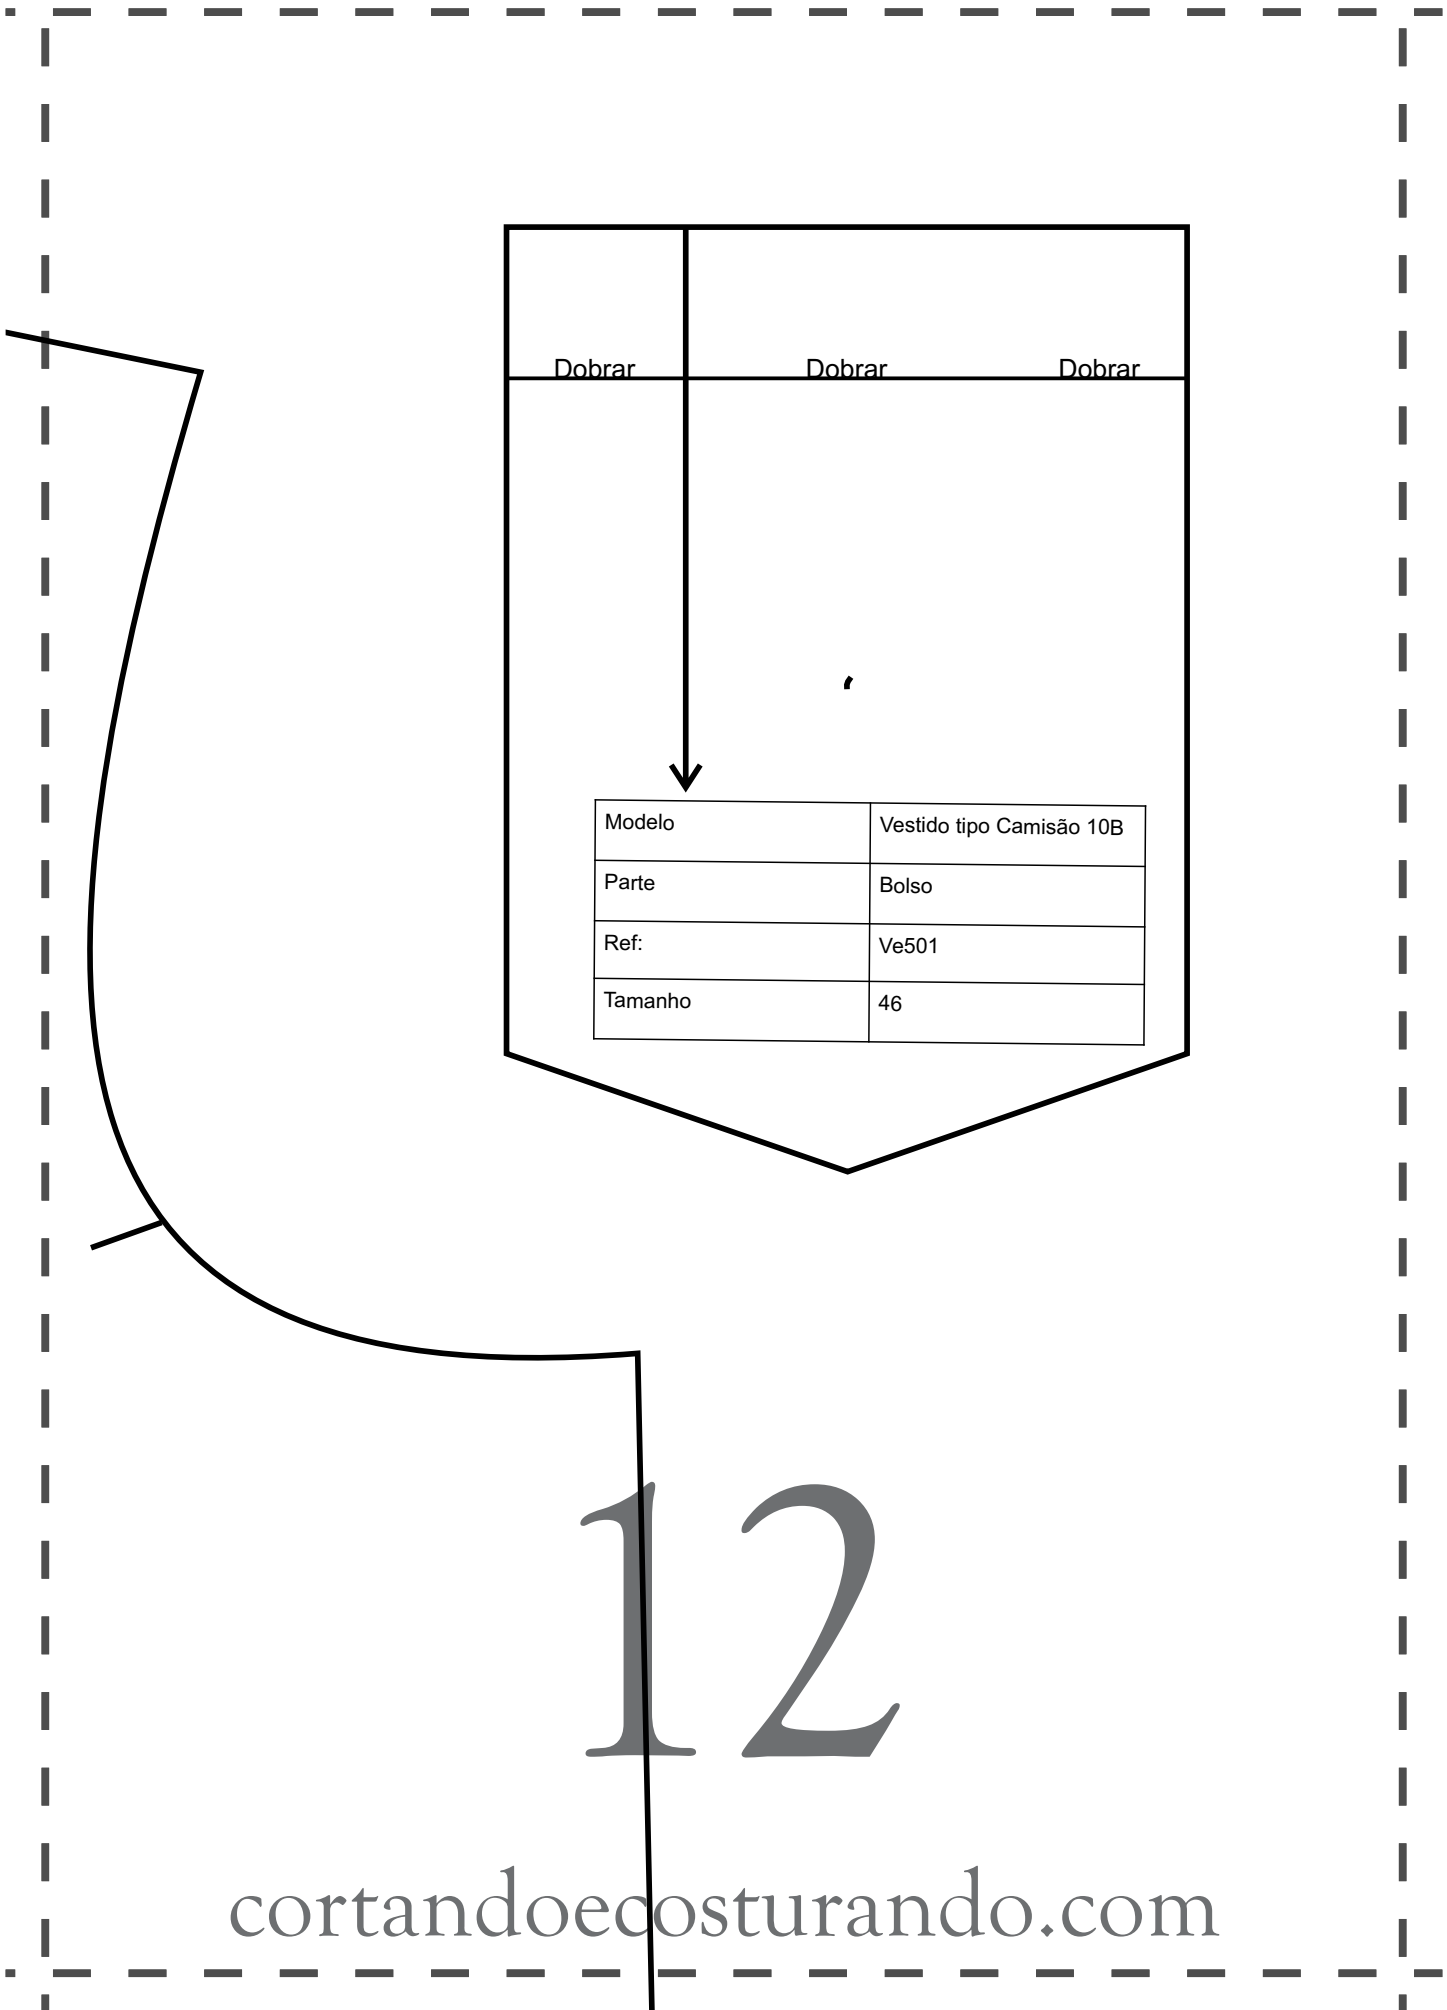 Dobrar Dobrar Dobrar
Modelo Vestido tipo Camisão 10B
Parte Bolso
Ref: Ve501
Tamanho 46
12
cortandoecosturando.com